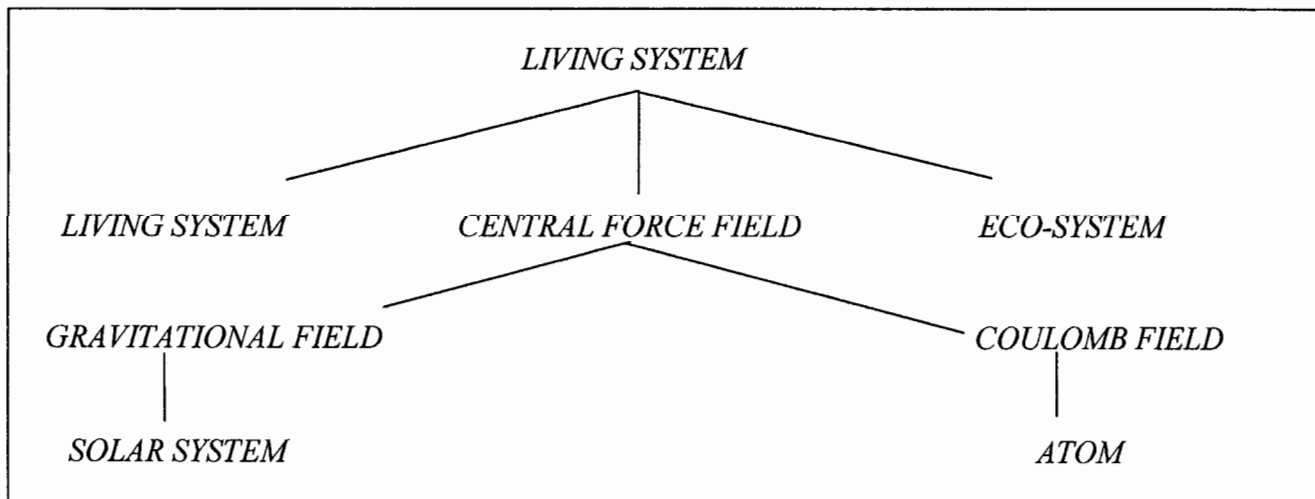 LIVING SYSTEM
LIVING SYSTEM CENTRAL FORCE FIELD ECO-SYSTEM
GRAVITATIONAL FIELD COULOMB FIELD
SOLAR SYSTEM ATOM